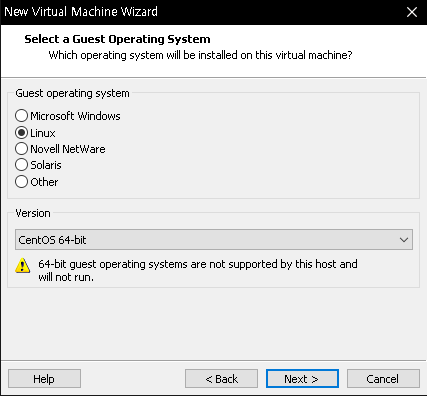 New Virtual Machine Wizard
Select a Guest Operating System
Which operating system will be installed on this virtual machine?
Guest operating system
Microsoft Windows
Linux
Novell NetWare
Solaris
Other
Version
CentOS 64-bit
64-bit guest operating systems are not supported by this host and
will not run.
Help
< Back
Next >
Cancel